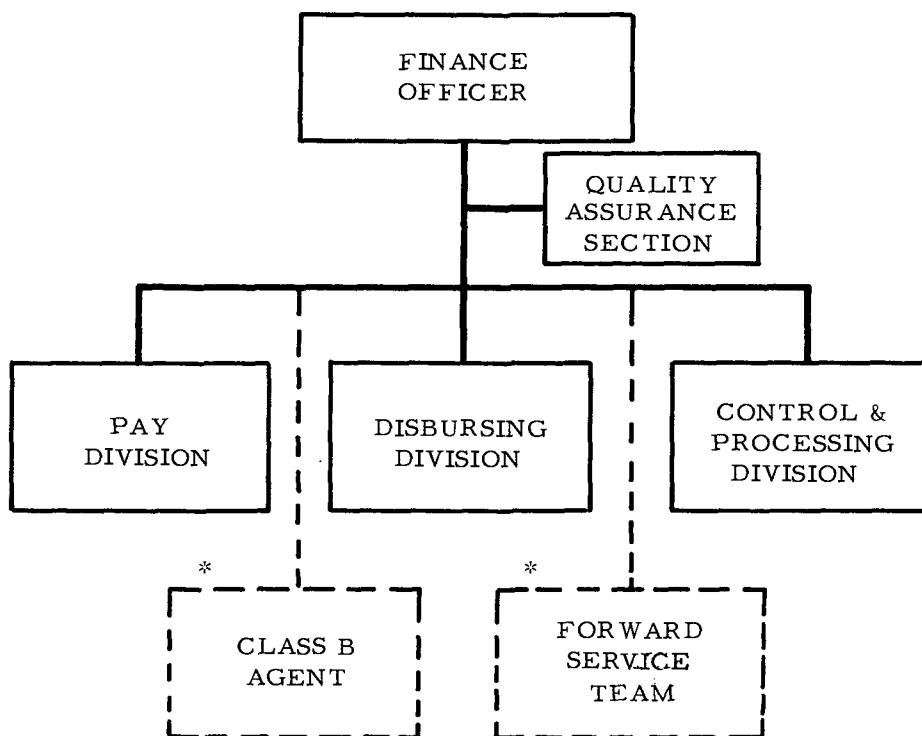 FINANCE
OFFICER
QUALITY
ASSURANCE
SECTION
PAY
DIVISION
DISBURSING
DIVISION
CONTROL &
PROCESSING
DIVISION
*
*
CLASS B
AGENT
FORWARD
SERVICE
TEAM